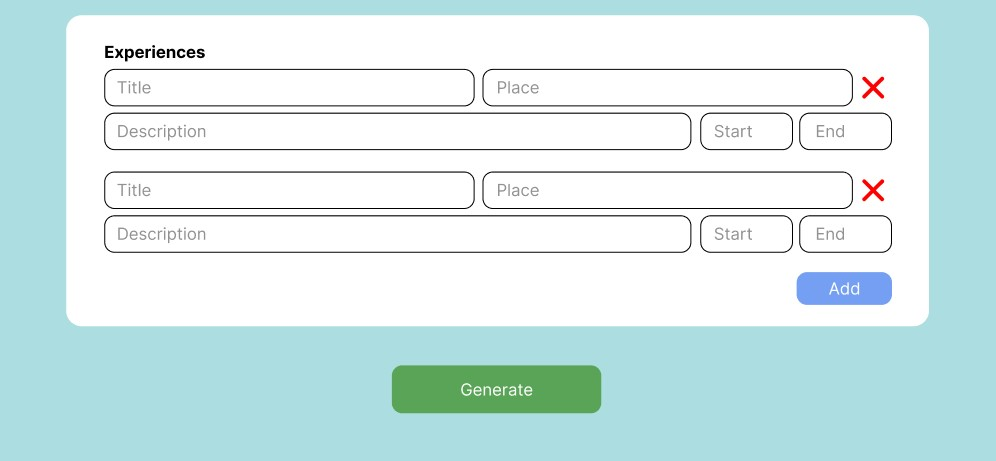 Experiences
Title Place
Description Start End
Title Place
Description Start End
Add
Generate